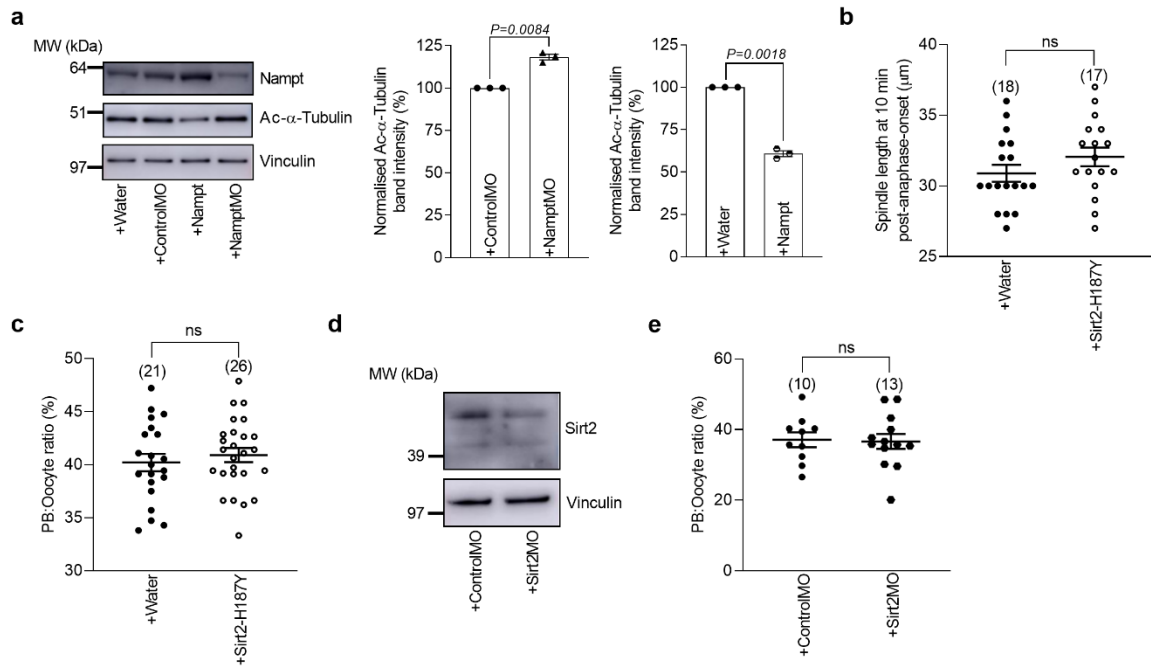 a
MW (kDa)
64
51
97
Nampt
Ac-α-Tubulin
Vinculin
+Water
+ControlMO
+Nampt
+NamptMO
Normalised Ac-α-Tubulin
band intensity (%)
125
100
75
50
25
0
P=0.0084
+ControlMO
+NamptMO
Normalised Ac-α-Tubulin
band intensity (%)
125
100
75
50
25
0
P=0.0018
+Water
+Nampt
b
Spindle length at 10 min
post-anaphase-onset (μm)
40
35
30
25
ns
(18)
(17)
+Water
+Sirt2-H187Y
c
PB:Oocyte ratio (%)
50
45
40
35
30
ns
(21)
(26)
+Water
+Sirt2-H187Y
d
MW (kDa)
39
97
Sirt2
Vinculin
+ControlMO
+Sirt2MO
e
PB:Oocyte ratio (%)
60
40
20
0
ns
(10)
(13)
+ControlMO
+Sirt2MO